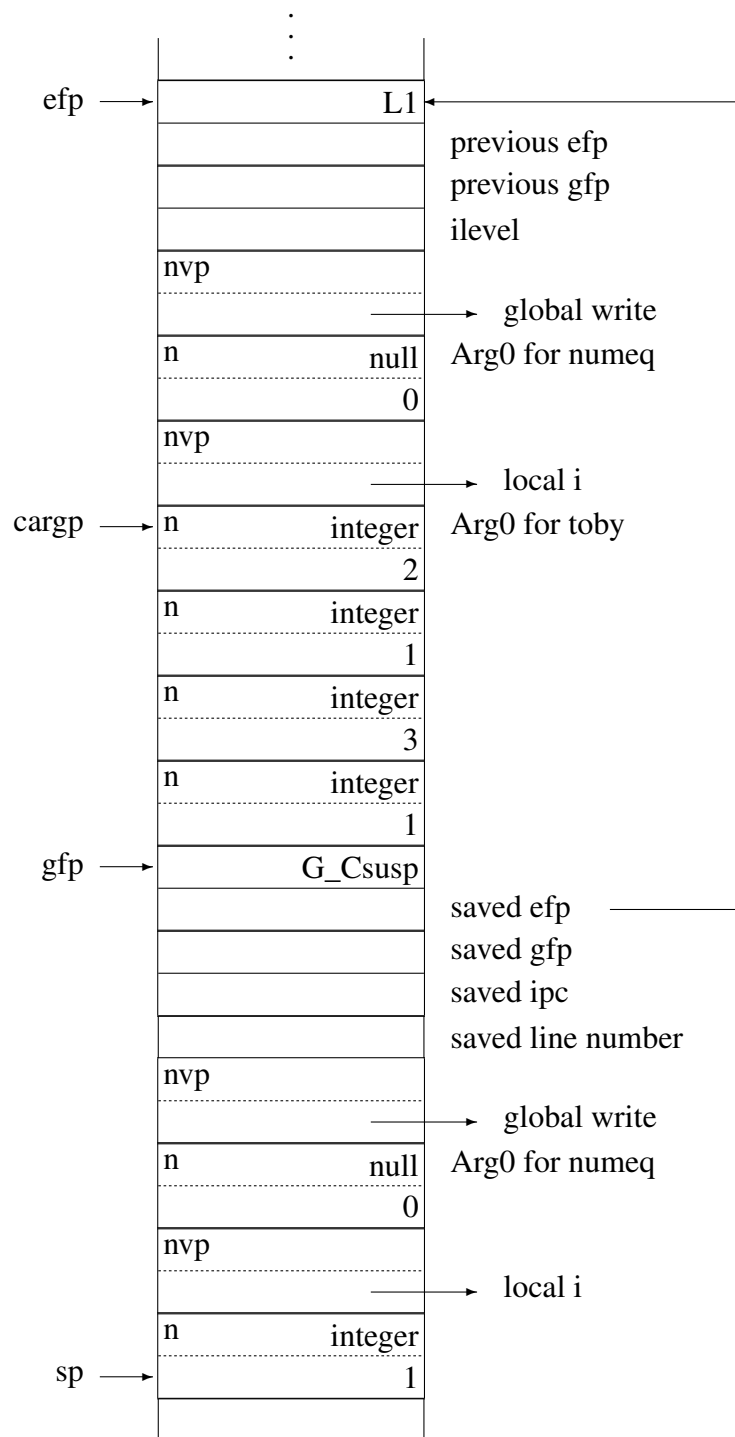 efp L1
previous efp
previous gfp
ilevel
nvp
global write
n null Arg0 for numeq
0
nvp
local i
cargp n integer Arg0 for toby
2
n integer
1
n integer
3
n integer
1
gfp G_Csusp
saved efp
saved gfp
saved ipc
saved line number
nvp
global write
n null Arg0 for numeq
0
nvp
local i
n integer
sp 1